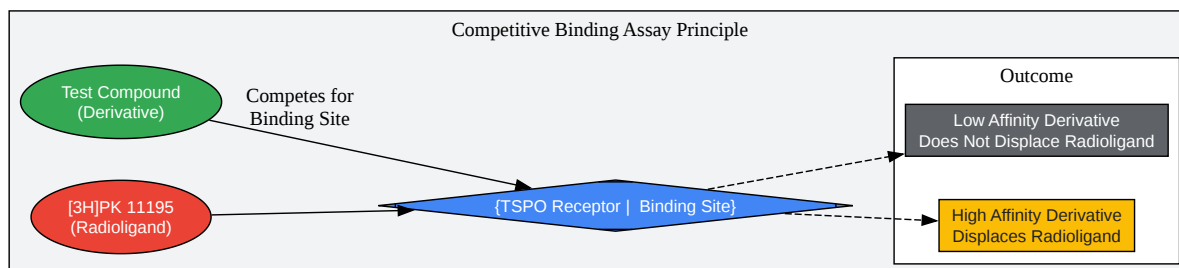 Competitive Binding Assay Principle
Test Compound
(Derivative)
Competes for
Binding Site
[3H]PK 11195
(Radioligand)
{TSPO Receptor | Binding Site}
Outcome
Low Affinity Derivative
Does Not Displace Radioligand
High Affinity Derivative
Displaces Radioligand